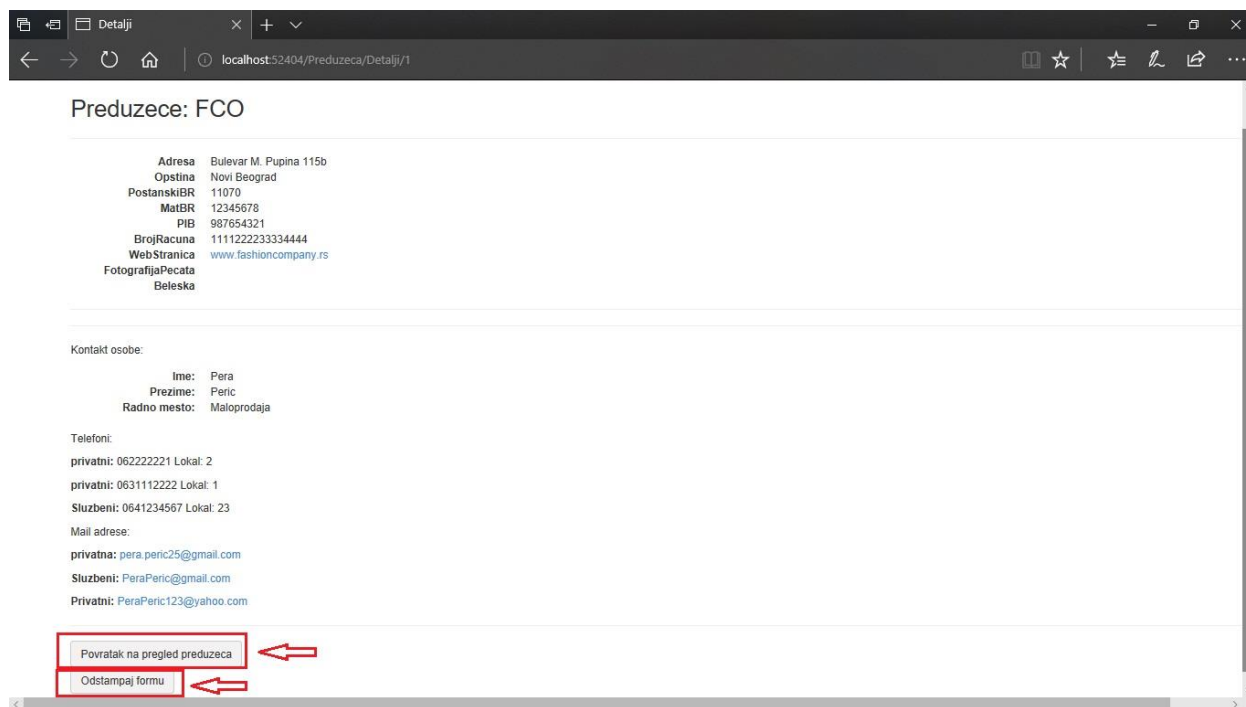 Detalji
localhost:52404/Preduzeca/Detalji/1
Preduzece: FCO
Adresa Bulevar M. Pupina 115b
Opstina Novi Beograd
PostanskiBR 11070
MatBR 12345678
PIB 987654321
BrojRacuna 1111222233334444
WebStranica www.fashioncompany.rs
FotografijaPecata
Beleska
Kontakt osobe:
Ime: Pera
Prezime: Peric
Radno mesto: Maloprodaja
Telefoni:
privatni: 062222221 Lokal: 2
privatni: 0631112222 Lokal: 1
Sluzbeni: 0641234567 Lokal: 23
Mail adrese:
privatna: pera.peric25@gmail.com
Sluzbeni: PeraPeric@gmail.com
Privatni: PeraPeric123@yahoo.com
Povratak na pregled preduzeca
Odstampaj formu